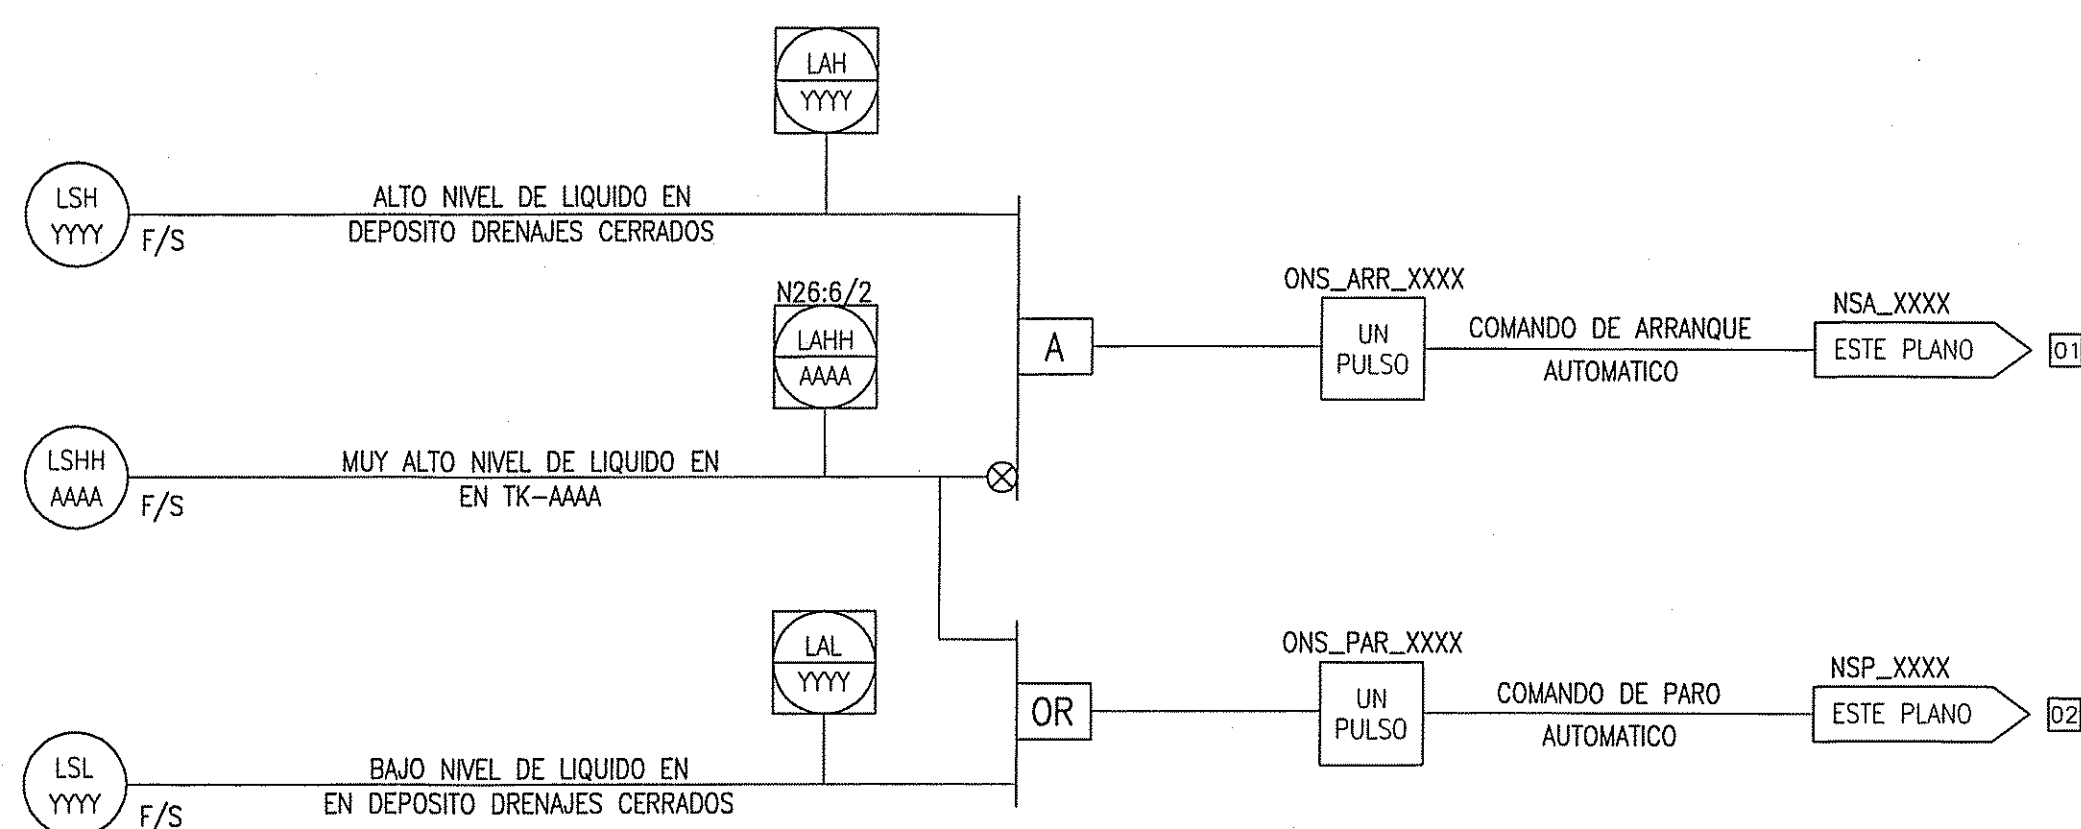 LAH
YYYY
LSH
YYYY
F/S
ALTO NIVEL DE LIQUIDO EN
DEPOSITO DRENAJES CERRADOS
N26:6/2
LAHH
AAAA
A
ONS_ARR_XXXX
UN
PULSO
COMANDO DE ARRANQUE
AUTOMATICO
NSA_XXXX
ESTE PLANO
01
LSHH
AAAA
F/S
MUY ALTO NIVEL DE LIQUIDO EN
EN TK-AAAA
LAL
YYYY
OR
ONS_PAR_XXXX
UN
PULSO
COMANDO DE PARO
AUTOMATICO
NSP_XXXX
ESTE PLANO
02
LSL
YYYY
F/S
BAJO NIVEL DE LIQUIDO EN
EN DEPOSITO DRENAJES CERRADOS